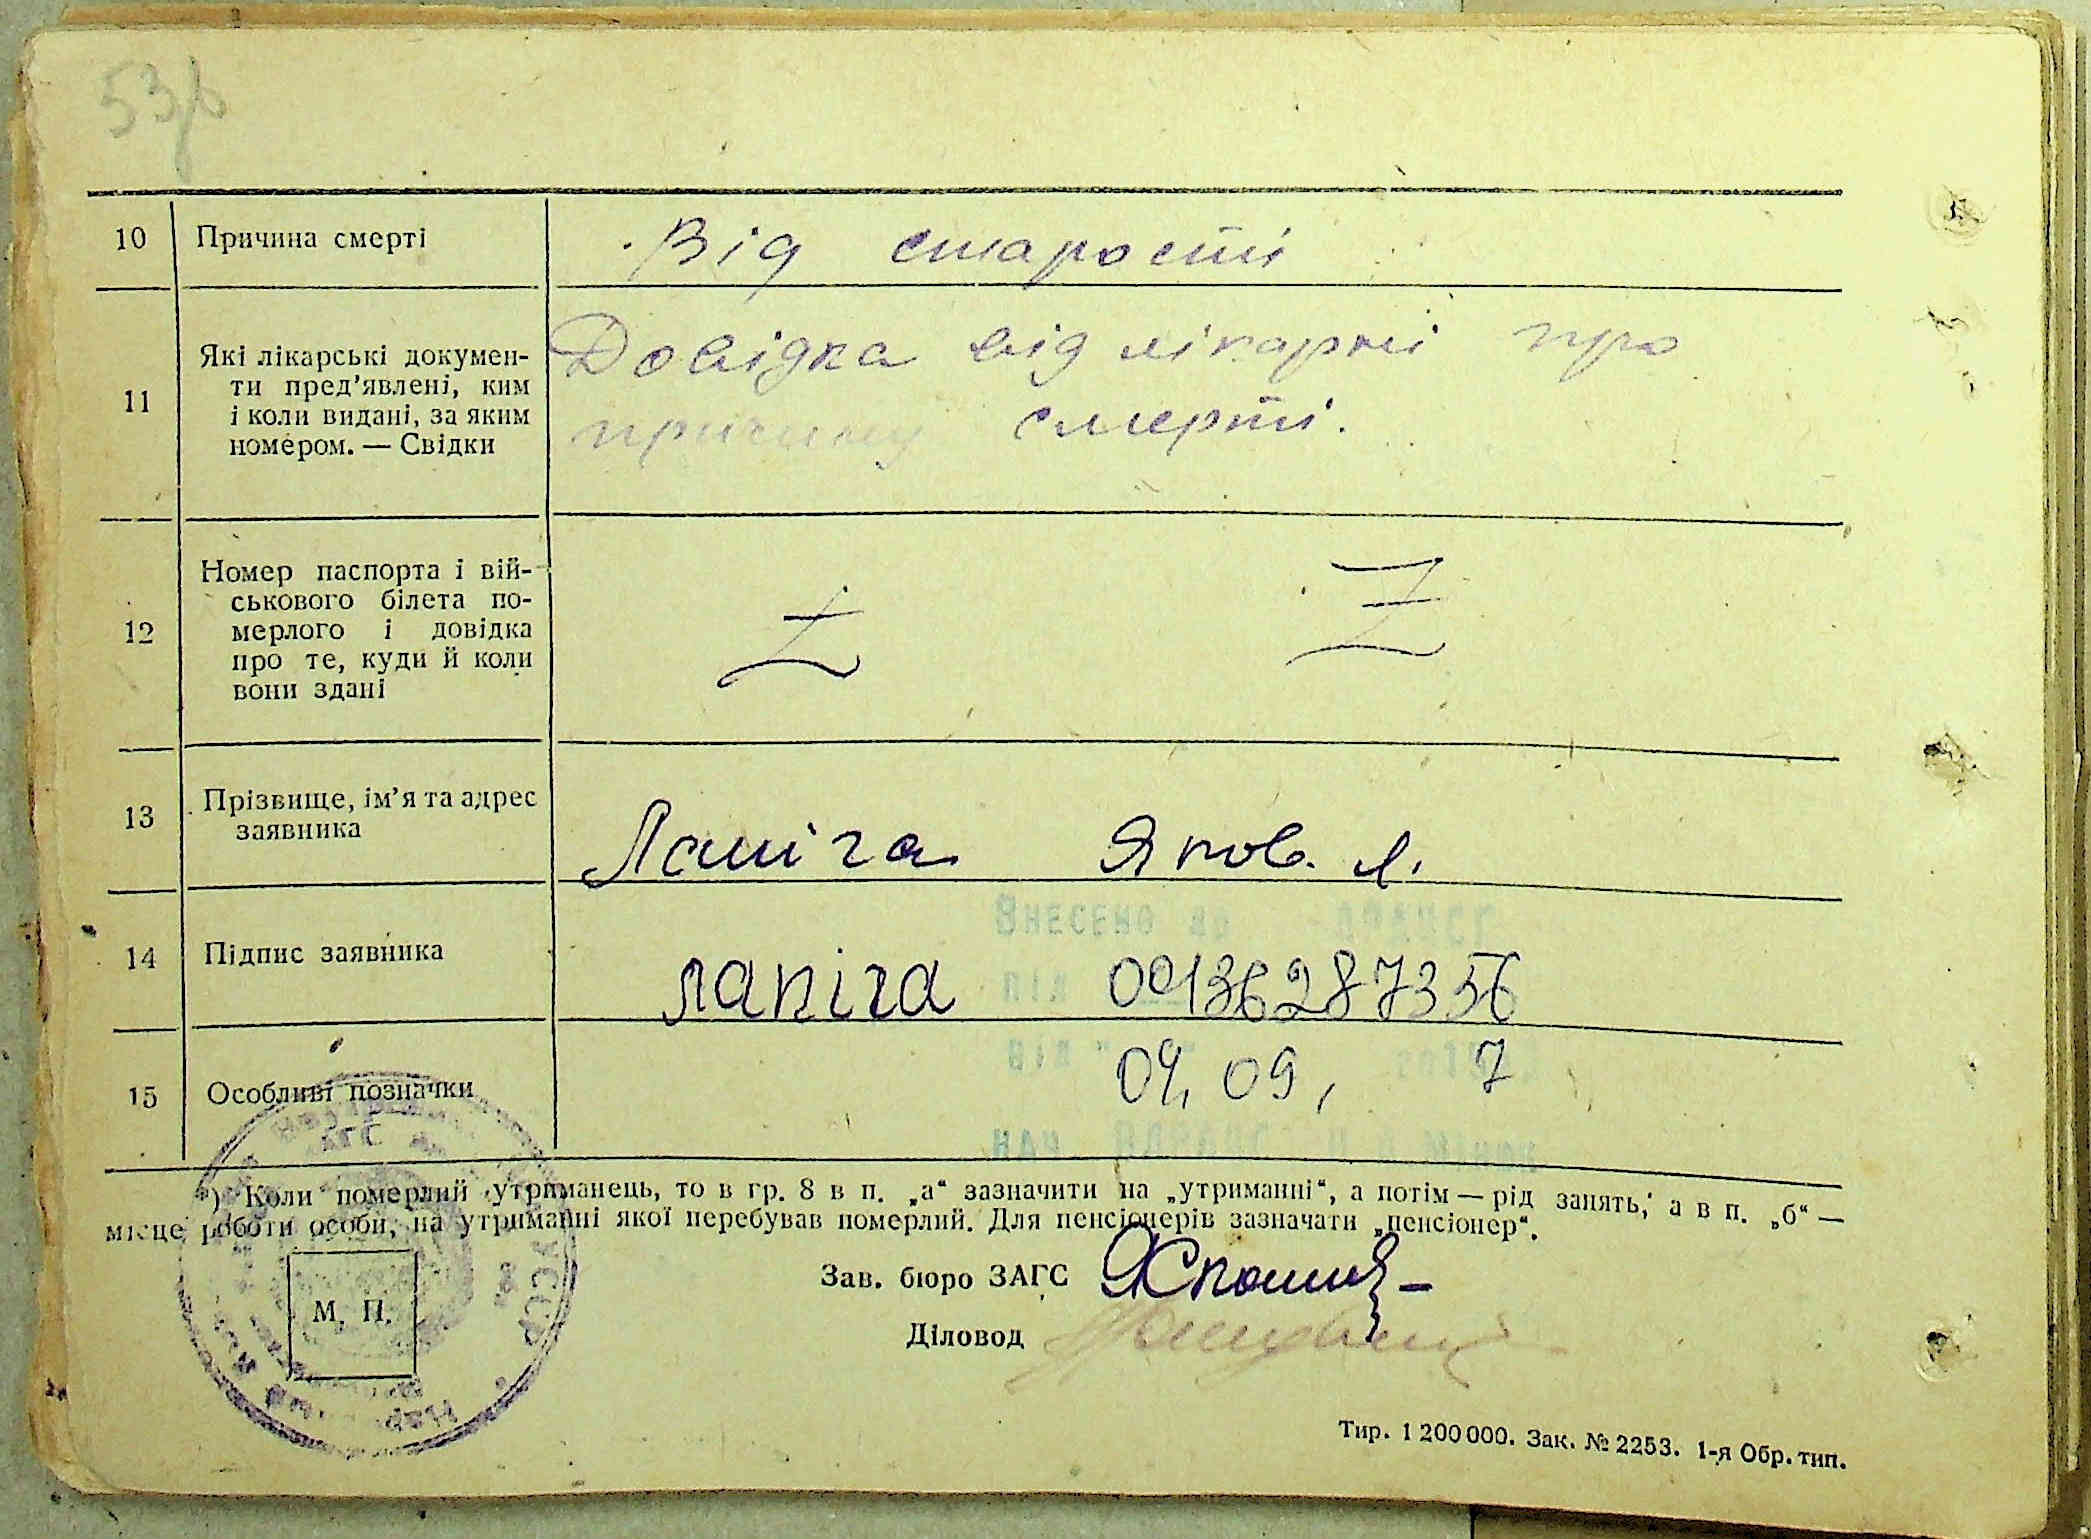 10 Причина смерті Від старости
11 Які лікарські докумен-
ти пред'явлені, ким
і коли видані, за яким
номером. — Свідки
Довідка від лікарні про
причину смерті.
12 Номер паспорта і вій-
ськового білета по-
мерлого і довідка
про те, куди й коли
вони здані
Z Z
13 Прізвище, ім'я та адрес
заявника
Лапіга Яков. Л.
Внесено до ДРАЦСГ
14 Підпис заявника лапіга
під 00136287356
15 Особливі позначки
від " 04. 09, 7
нач.
*) Коли померлий утриманець, то в гр. 8 в п. „а“ зазначити на „утриманні“, а потім — рід занять, а в п. „б“ —
місце роботи особи, на утриманні якої перебував померлий. Для пенсіонерів зазначати „пенсіонер“.
Зав. бюро ЗАГС
Діловод
М. П.
УССР
Тир. 1 200 000. Зак. № 2253. 1-я Обр. тип.